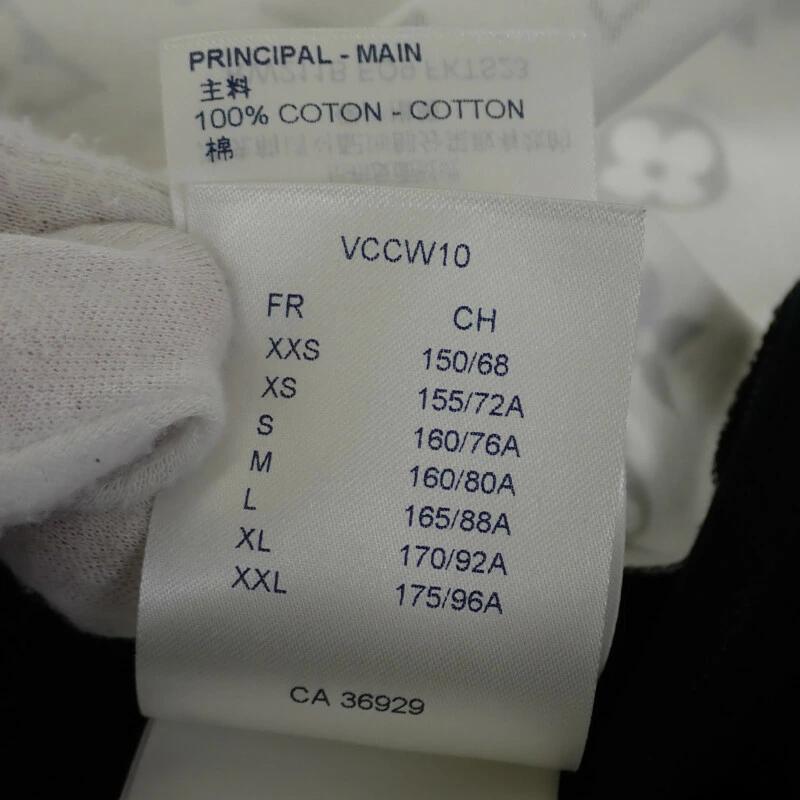 PRINCIPAL - MAIN
主料
100% COTON - COTTON
棉
VCCW10
FR CH
XXS 150/68
XS 155/72A
S 160/76A
M 160/80A
L 165/88A
XL 170/92A
XXL 175/96A
CA 36929